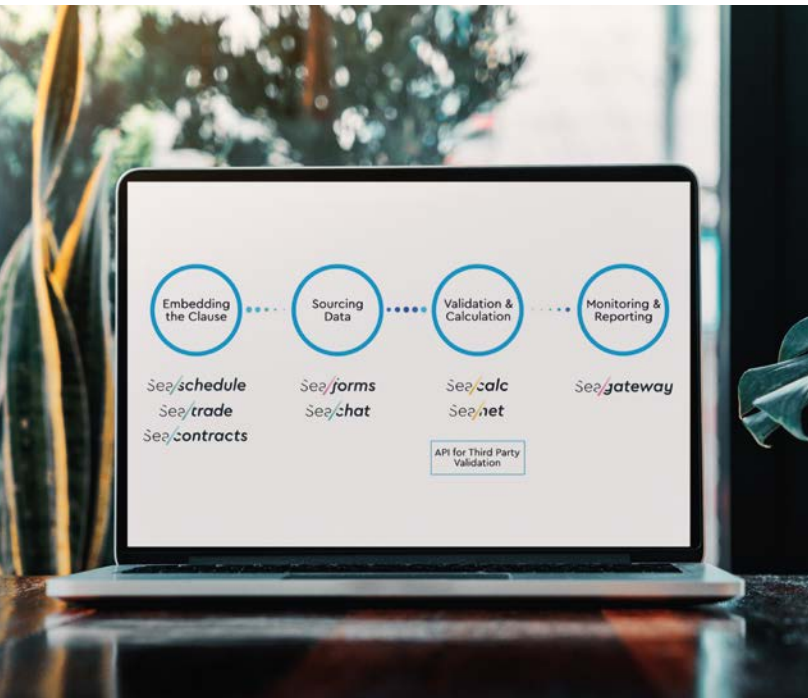 Embedding
the Clause
Sea/schedule
Sea/trade
Sea/contracts
Sourcing
Data
Sea/forms
Sea/chat
Validation &
Calculation
Sea/calc
Sea/net
API for Third Party
Validation
Monitoring &
Reporting
Sea/gateway